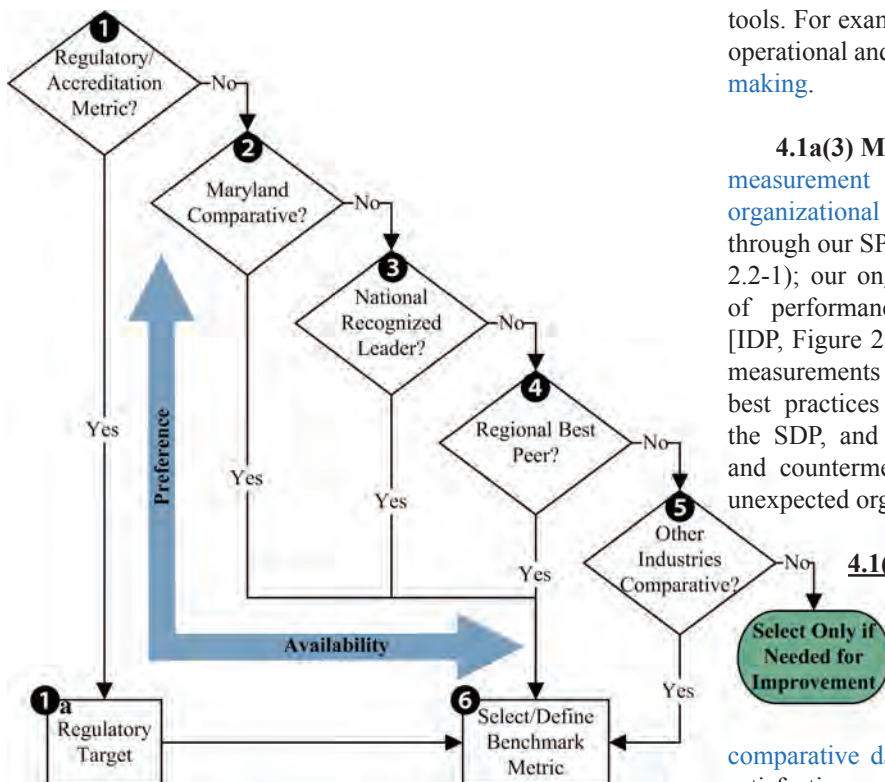 1
Regulatory/
Accreditation
Metric?
No
2
Maryland
Comparative?
No
3
National
Recognized
Leader?
No
4
Regional Best
Peer?
No
5
Other
Industries
Comparative?
No
Select Only if
Needed for
Improvement
Yes
Yes
Yes
Yes
Yes
Preference
Availability
1a
Regulatory
Target
6
Select/Define
Benchmark
Metric
tools. For exam
operational and
making.
4.1a(3) M
measurement
organizational
through our SP
2.2-1); our on
of performanc
[IDP, Figure 2
measurements
best practices
the SDP, and
and counterme
unexpected org
4.1(
comparative d